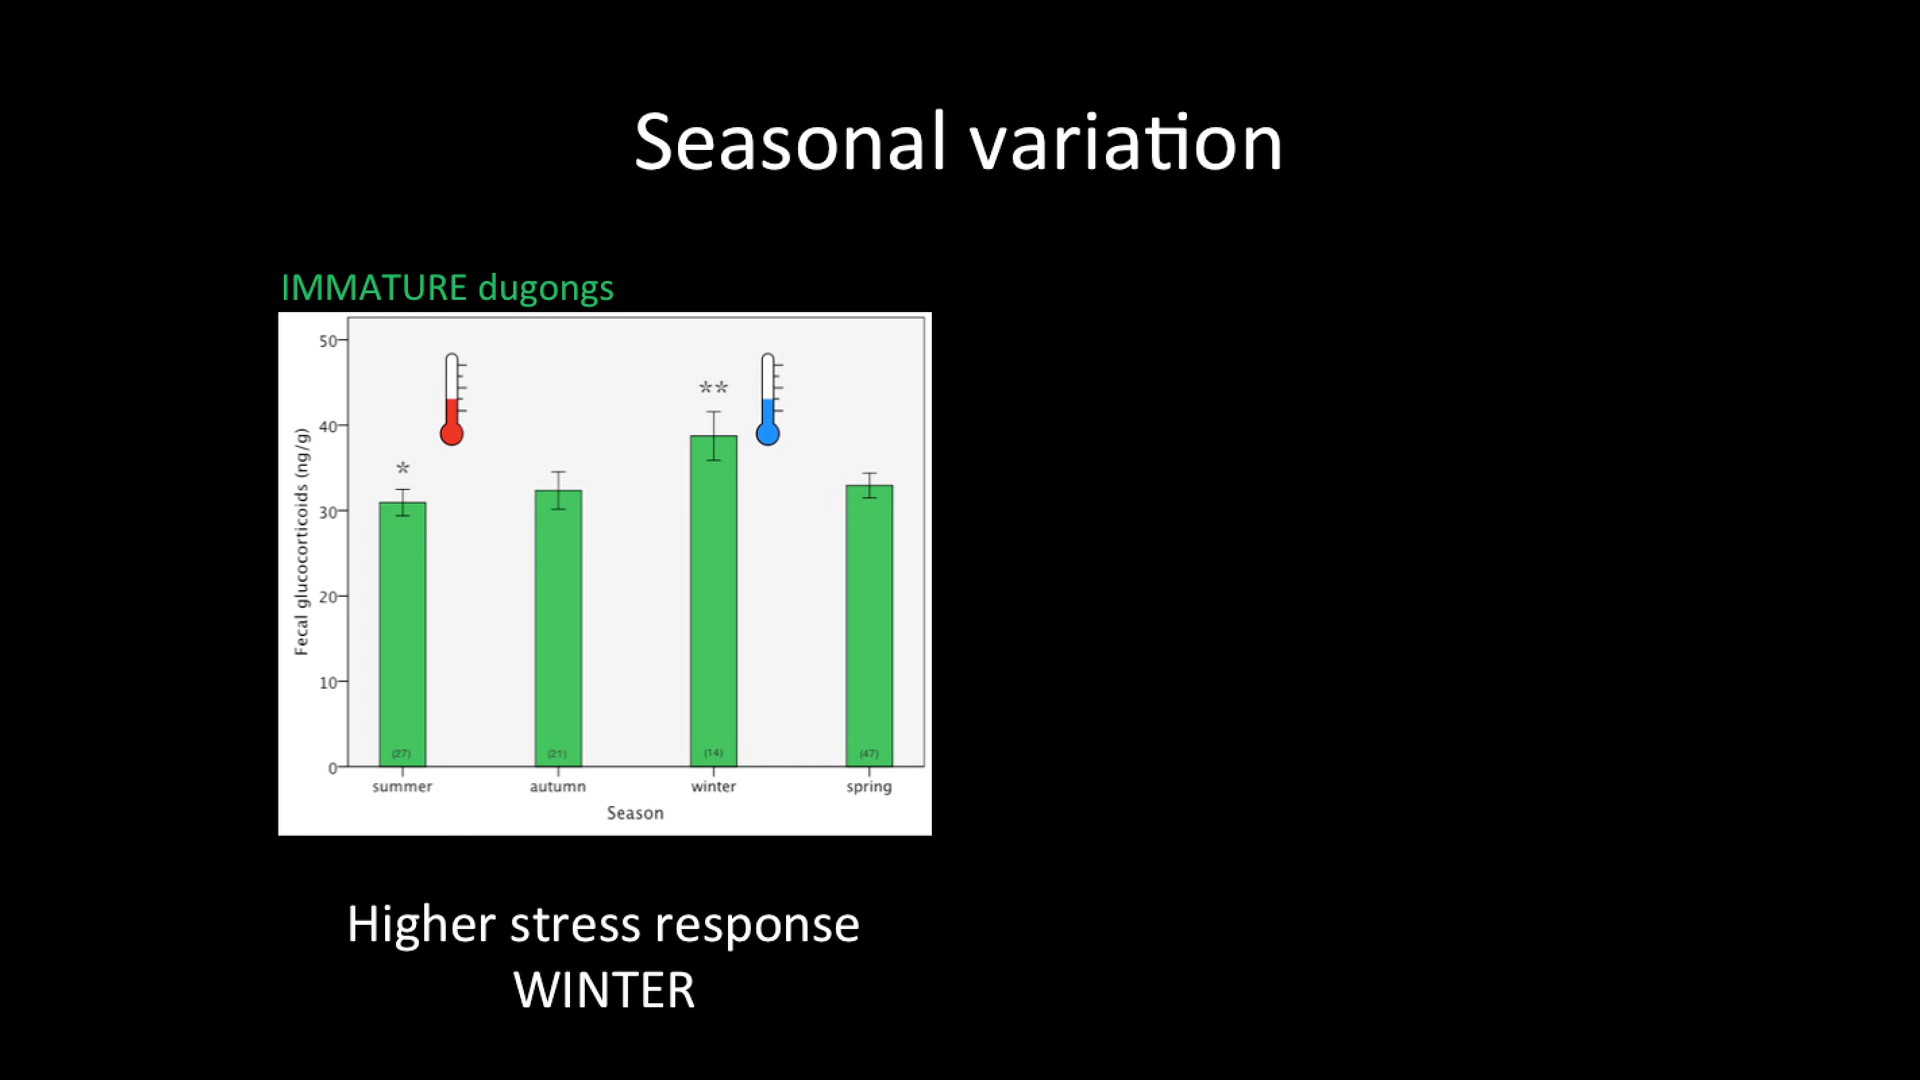 Seasonal variation
IMMATURE dugongs
50
40
30
20
10
0
Fecal glucocorticoids (ng/g)
*
**
(27)
(21)
(14)
(47)
summer
autumn
winter
spring
Season
Higher stress response
WINTER